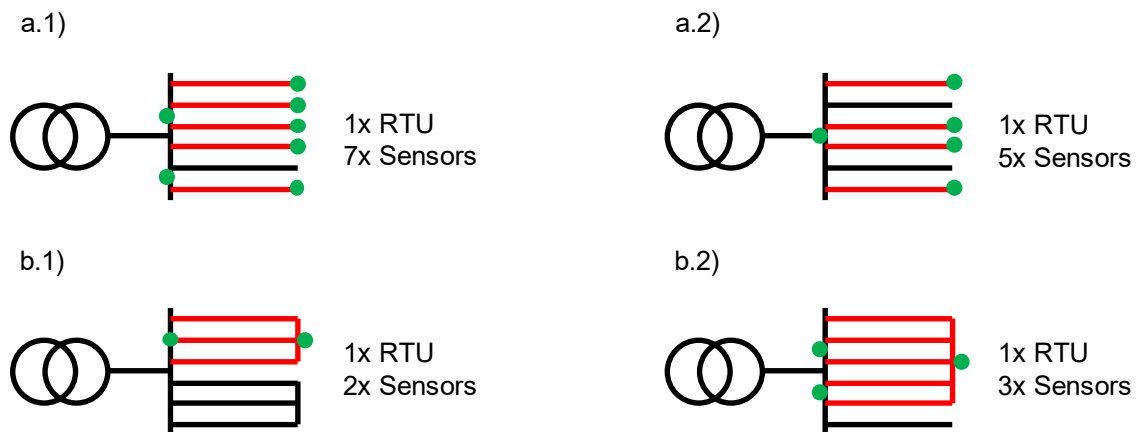 a.1)
1x RTU
7x Sensors
a.2)
1x RTU
5x Sensors
b.1)
1x RTU
2x Sensors
b.2)
1x RTU
3x Sensors